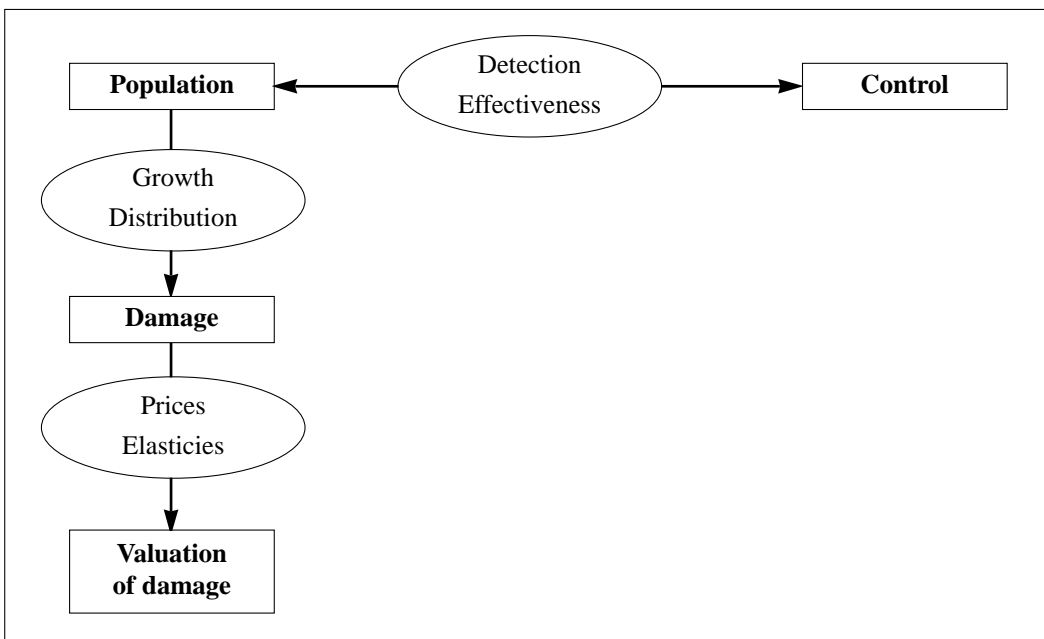 Population
Detection
Effectiveness
Control
Growth
Distribution
Damage
Prices
Elasticies
Valuation
of damage